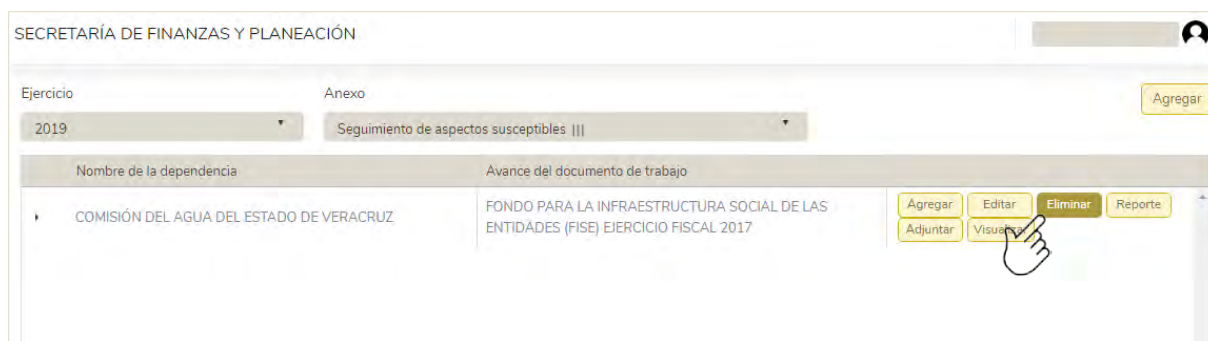 SECRETARÍA DE FINANZAS Y PLANEACIÓN
Ejercicio Anexo
Agregar
2019 Seguimiento de aspectos susceptibles |||
Nombre de la dependencia Avance del documento de trabajo
COMISIÓN DEL AGUA DEL ESTADO DE VERACRUZ
FONDO PARA LA INFRAESTRUCTURA SOCIAL DE LAS
ENTIDADES (FISE) EJERCICIO FISCAL 2017
Agregar Editar Eliminar Reporte
Adjuntar Visualizar